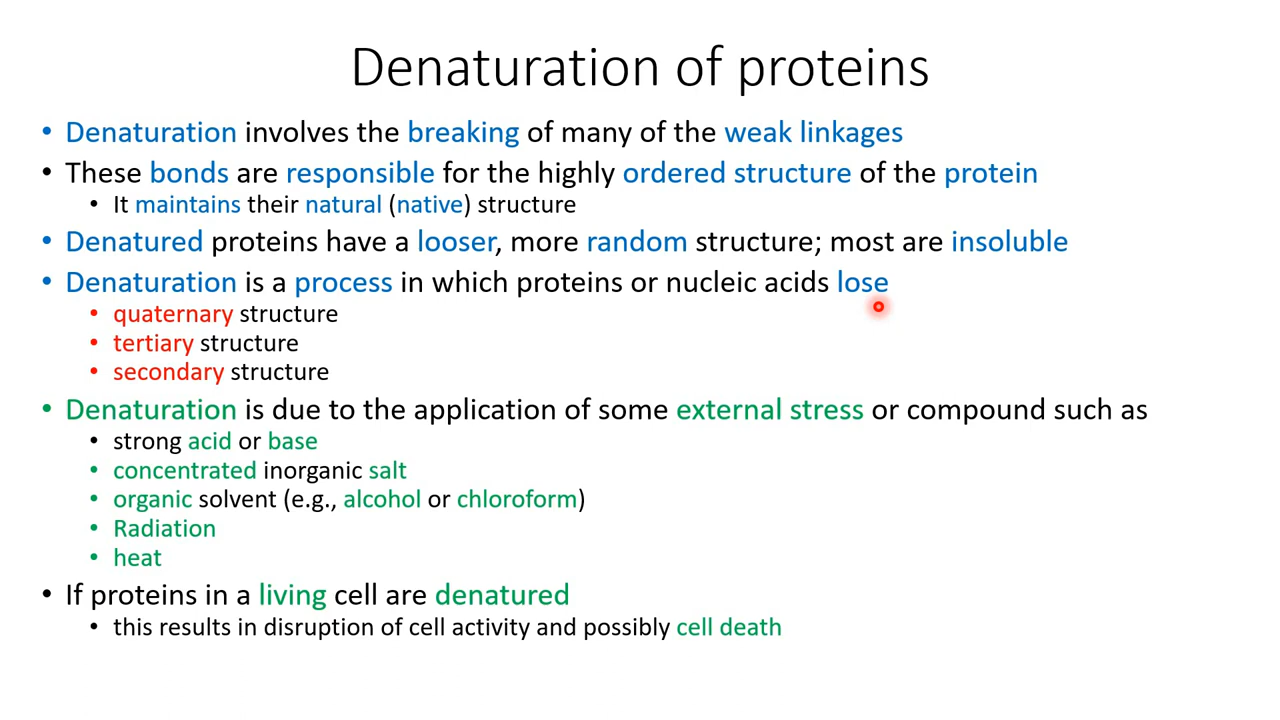 Denaturation of proteins
• Denaturation involves the breaking of many of the weak linkages
• These bonds are responsible for the highly ordered structure of the protein
• It maintains their natural (native) structure
• Denatured proteins have a looser, more random structure; most are insoluble
• Denaturation is a process in which proteins or nucleic acids lose
• quaternary structure
• tertiary structure
• secondary structure
• Denaturation is due to the application of some external stress or compound such as
• strong acid or base
• concentrated inorganic salt
• organic solvent (e.g., alcohol or chloroform)
• Radiation
• heat
• If proteins in a living cell are denatured
• this results in disruption of cell activity and possibly cell death